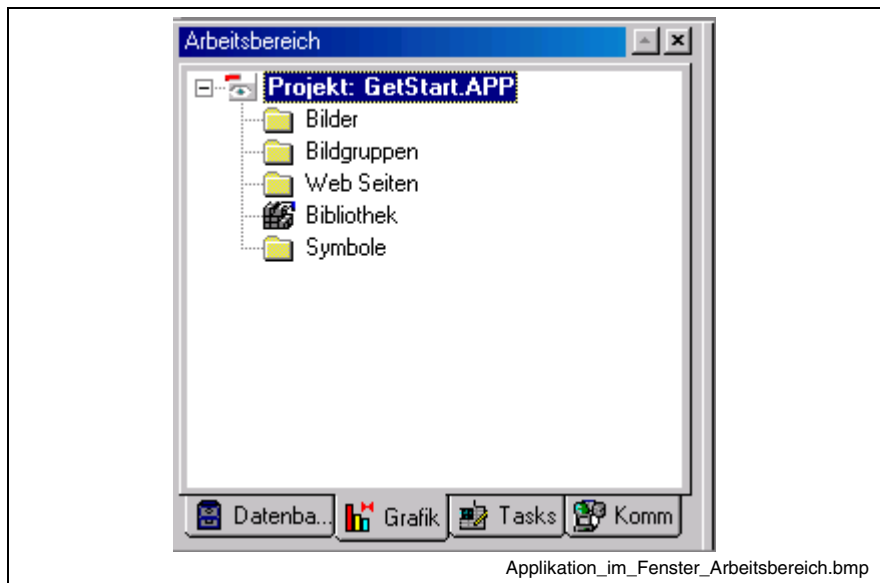 Arbeitsbereich
Projekt: GetStart.APP
Bilder
Bildgruppen
Web Seiten
Bibliothek
Symbole
Datenba... Grafik Tasks Komm
Applikation_im_Fenster_Arbeitsbereich.bmp